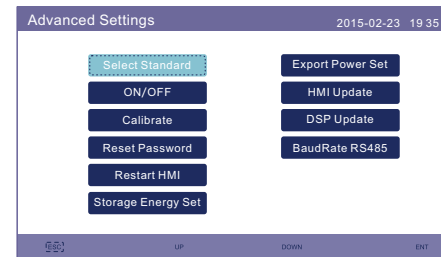 Advanced Settings
2015-02-23 19 35
Select Standard
ON/OFF
Calibrate
Reset Password
Restart HMI
Storage Energy Set
Export Power Set
HMI Update
DSP Update
BaudRate RS485
ESC UP DOWN ENT